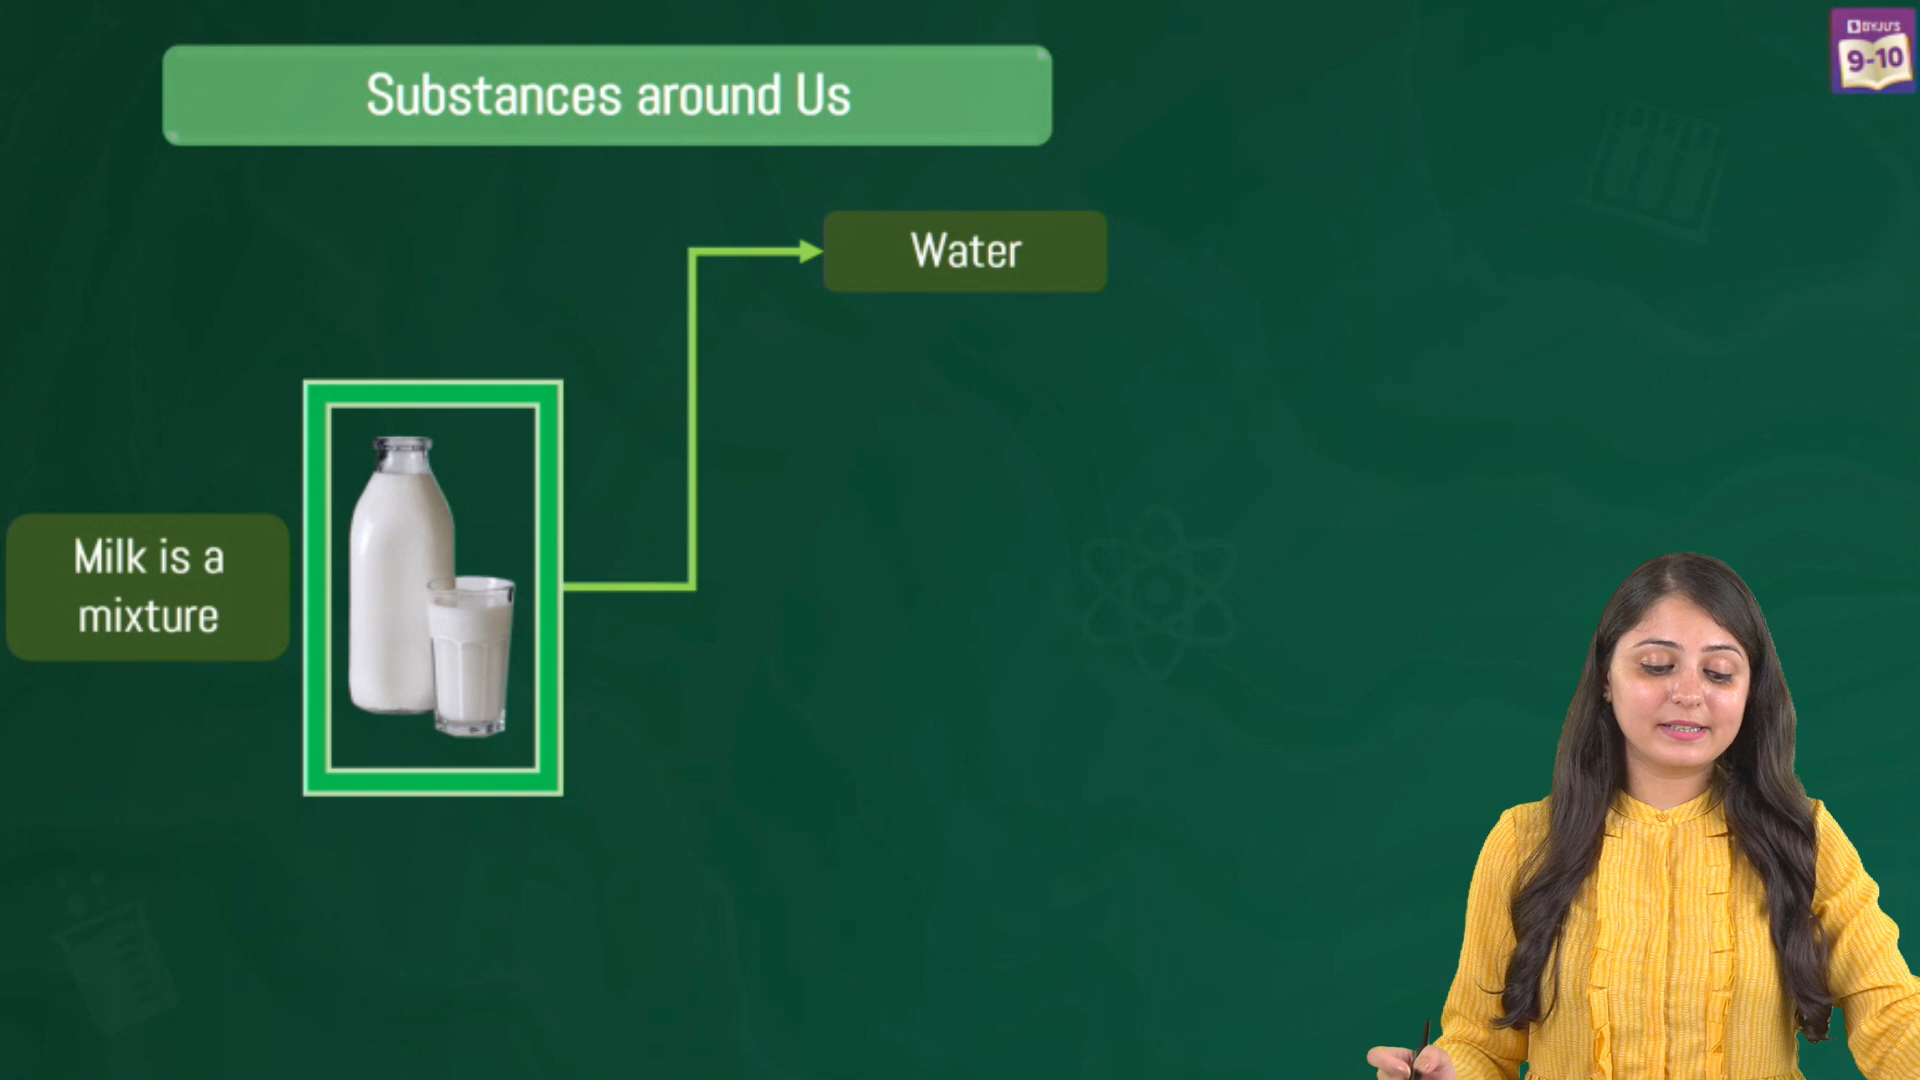 Substances around Us
BYJU'S
9-10
Water
Milk is a
mixture